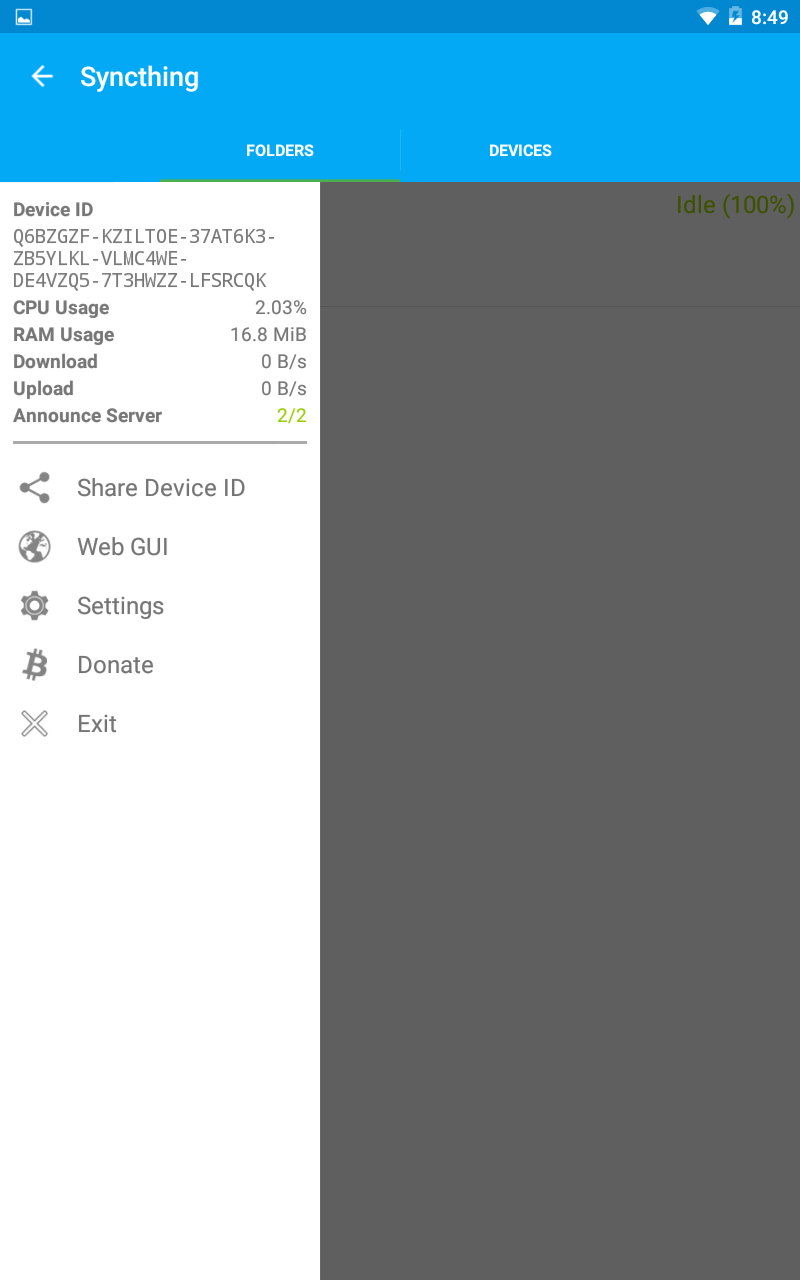 8:49
Syncthing
FOLDERS
DEVICES
Idle (100%)
Device ID
Q6BZGZF-KZILTOE-37AT6K3-
ZB5YLKL-VLMC4WE-
DE4VZQ5-7T3HWZZ-LFSRCQK
CPU Usage 2.03%
RAM Usage 16.8 MiB
Download 0 B/s
Upload 0 B/s
Announce Server 2/2
Share Device ID
Web GUI
Settings
Donate
Exit